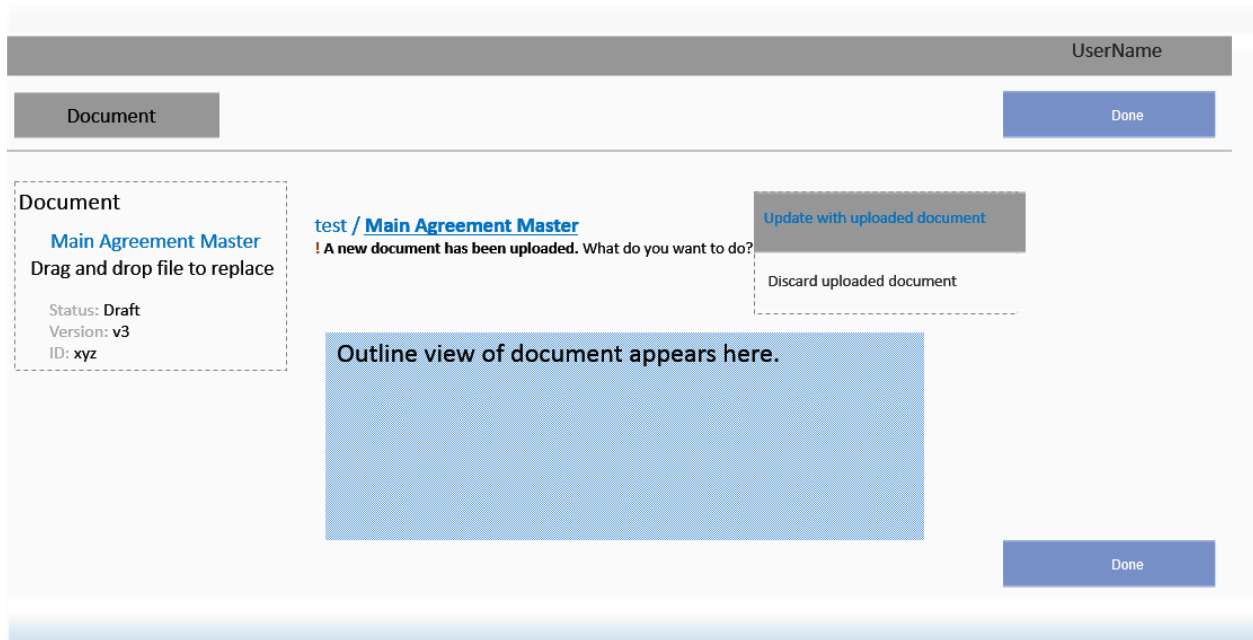 UserName
Document
Done
Document
Main Agreement Master
Drag and drop file to replace
Status: Draft
Version: v3
ID: xyz
test / Main Agreement Master
! A new document has been uploaded. What do you want to do?
Update with uploaded document
Discard uploaded document
Outline view of document appears here.
Done